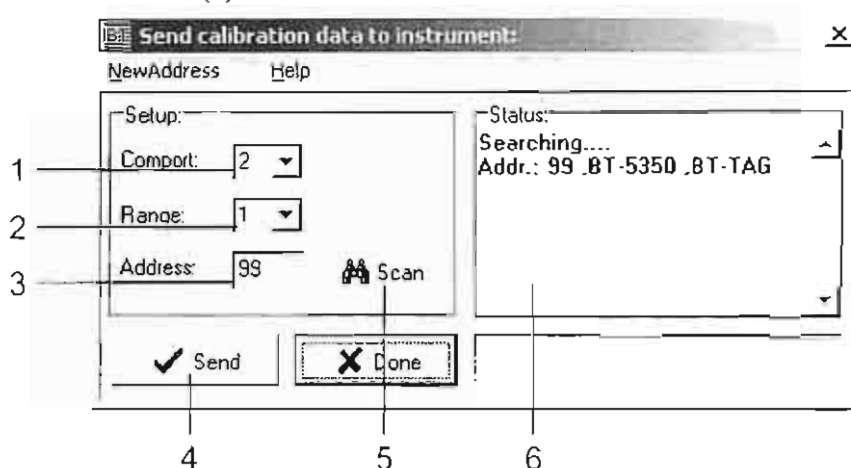 Send calibration data to instrument:
NewAddress Help
Setup:
Comport: 2
Range: 1
Address: 99
Scan
Status:
Searching....
Addr.: 99 ,BT-5350 ,BT-TAG
Send
Done
1
2
3
4 5 6